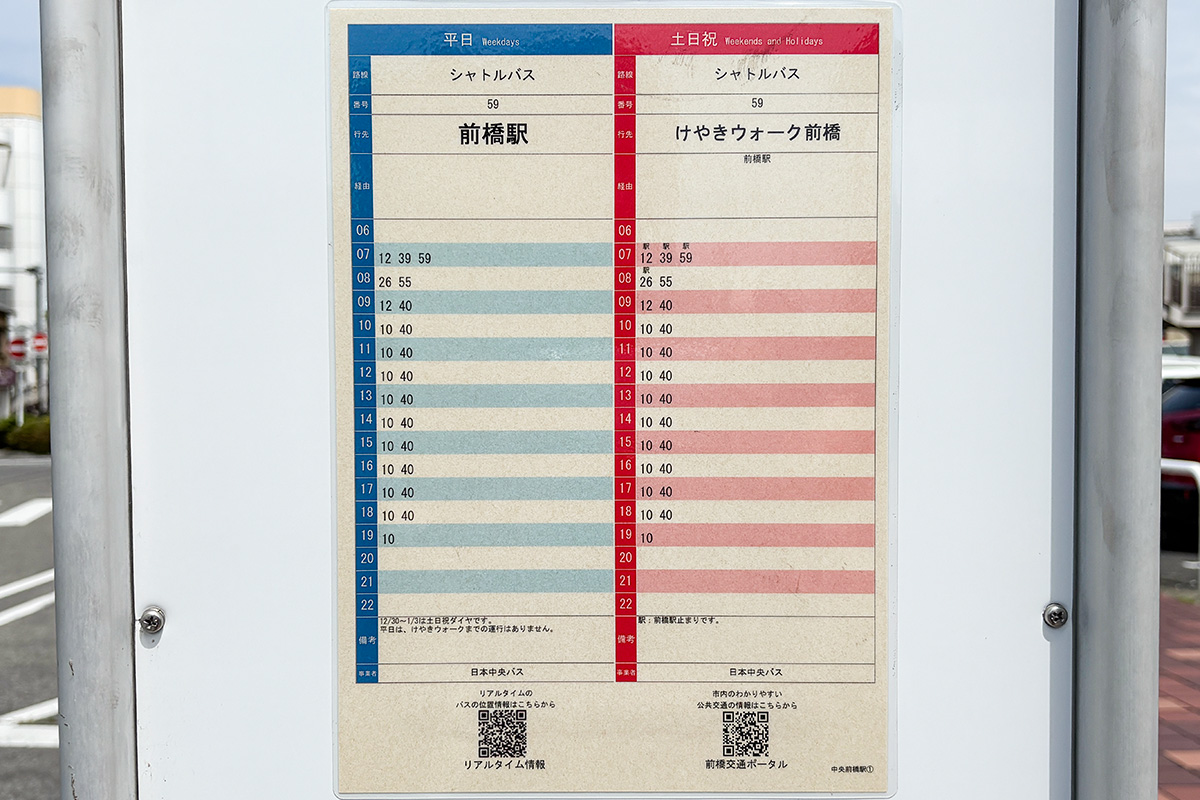 平日 Weekdays
路線 シャトルバス
番号 59
行先 前橋駅
経由
06
07 12 39 59
08 26 55
09 12 40
10 10 40
11 10 40
12 10 40
13 10 40
14 10 40
15 10 40
16 10 40
17 10 40
18 10 40
19 10
20
21
22
備考 12/30～1/3は土日祝ダイヤです。
平日は、けやきウォークまでの運行はありません。
事業者 日本中央バス
リアルタイムの
バスの位置情報はこちらから
リアルタイム情報
土日祝 Weekends and Holidays
路線 シャトルバス
番号 59
行先 けやきウォーク前橋
経由 前橋駅
06
駅 駅 駅
07 12 39 59
駅
08 26 55
09 12 40
10 10 40
11 10 40
12 10 40
13 10 40
14 10 40
15 10 40
16 10 40
17 10 40
18 10 40
19 10
20
21
22
備考 駅：前橋駅止まりです。
事業者 日本中央バス
市内のわかりやすい
公共交通の情報はこちらから
前橋交通ポータル
中央前橋駅①